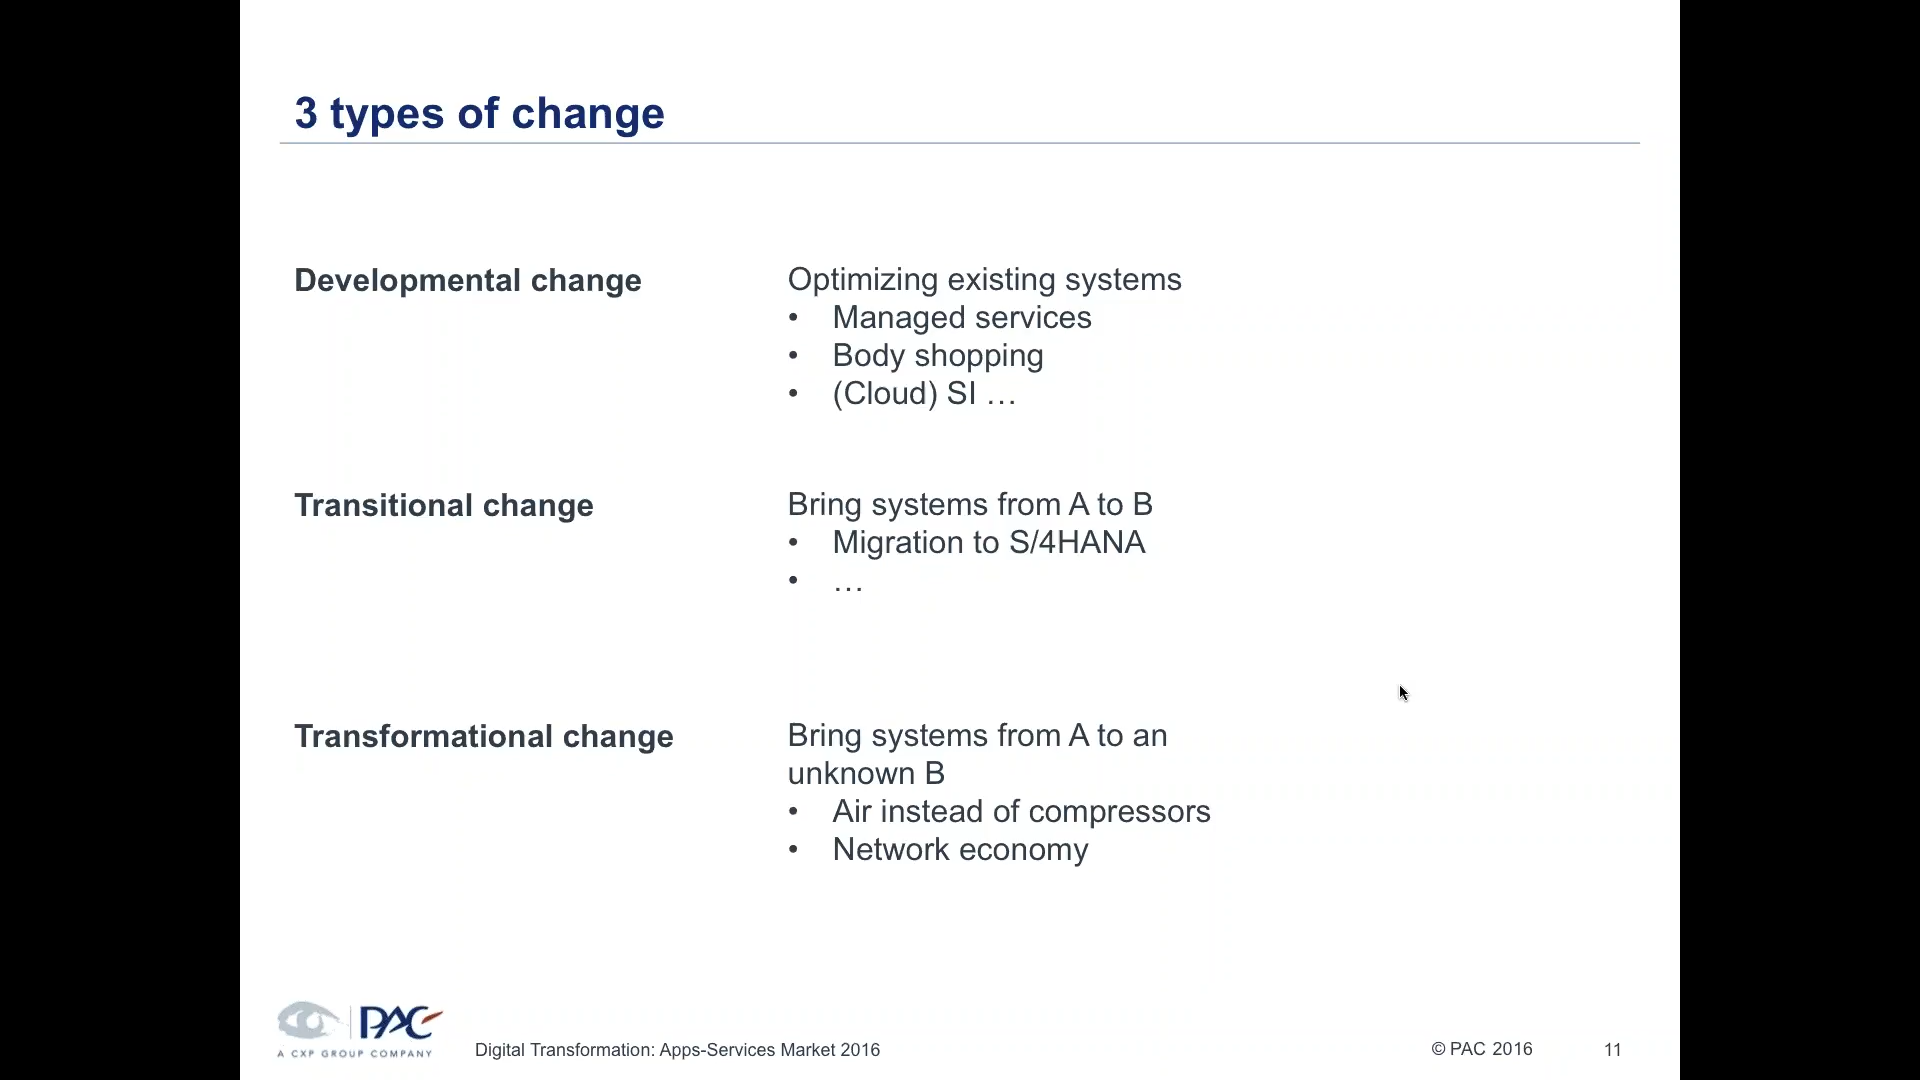 3 types of change
Developmental change
Optimizing existing systems
• Managed services
• Body shopping
• (Cloud) SI …
Transitional change
Bring systems from A to B
• Migration to S/4HANA
• …
Transformational change
Bring systems from A to an
unknown B
• Air instead of compressors
• Network economy
PAC
A CXP GROUP COMPANY
Digital Transformation: Apps-Services Market 2016
© PAC 2016
11